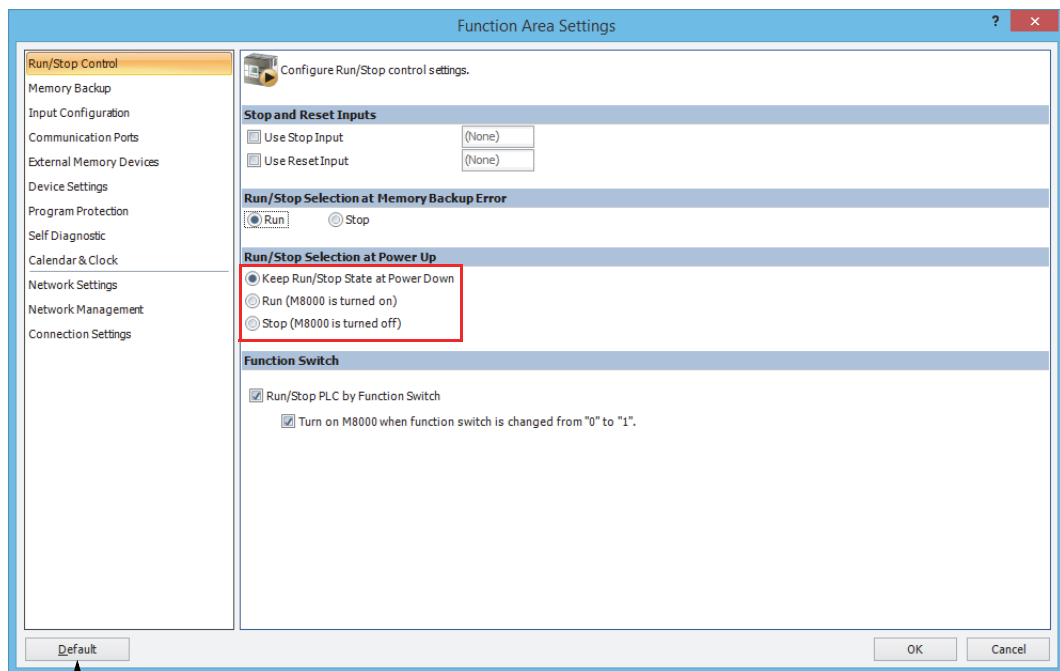 Function Area Settings
?
×
Run/Stop Control
Memory Backup
Input Configuration
Communication Ports
External Memory Devices
Device Settings
Program Protection
Self Diagnostic
Calendar & Clock
Network Settings
Network Management
Connection Settings
Configure Run/Stop control settings.
Stop and Reset Inputs
Use Stop Input (None)
Use Reset Input (None)
Run/Stop Selection at Memory Backup Error
Run Stop
Run/Stop Selection at Power Up
Keep Run/Stop State at Power Down
Run (M8000 is turned on)
Stop (M8000 is turned off)
Function Switch
Run/Stop PLC by Function Switch
Turn on M8000 when function switch is changed from "0" to "1".
Default OK Cancel